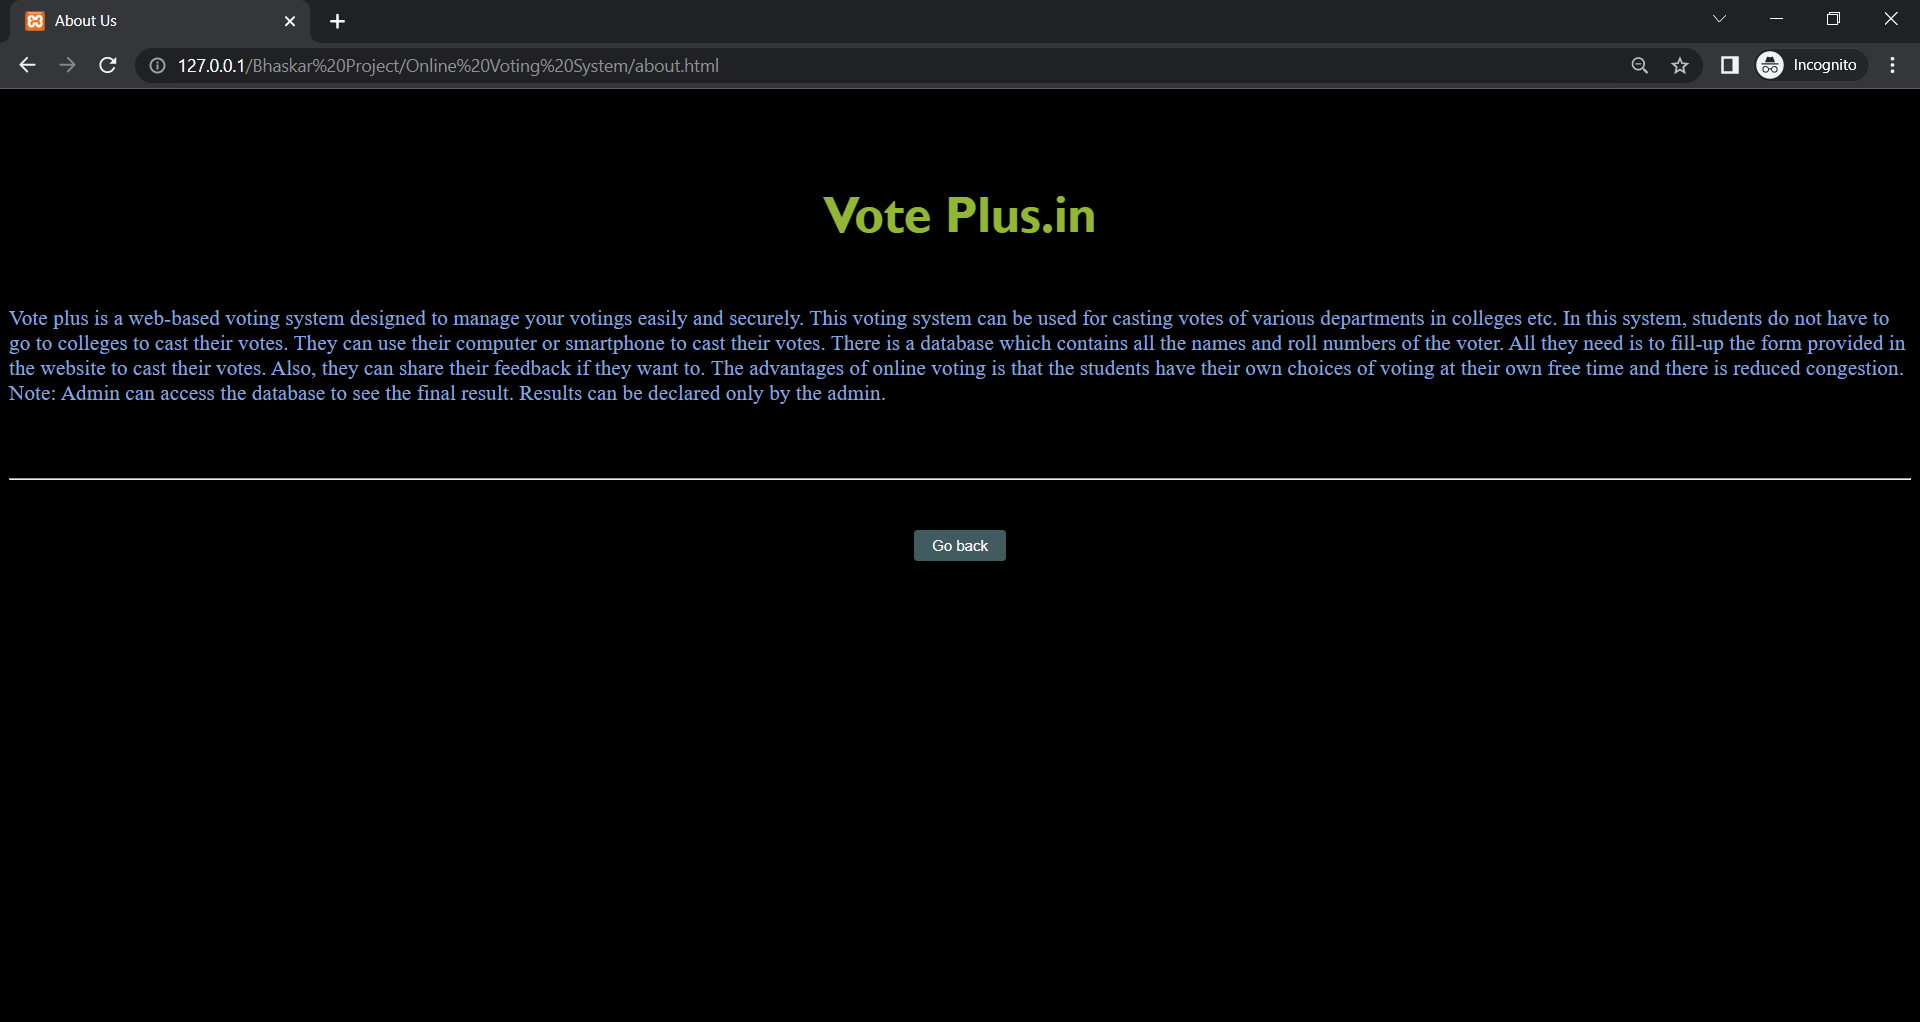 About Us
127.0.0.1/Bhaskar%20Project/Online%20Voting%20System/about.html
Incognito
Vote Plus.in
Vote plus is a web-based voting system designed to manage your votings easily and securely. This voting system can be used for casting votes of various departments in colleges etc. In this system, students do not have to
go to colleges to cast their votes. They can use their computer or smartphone to cast their votes. There is a database which contains all the names and roll numbers of the voter. All they need is to fill-up the form provided in
the website to cast their votes. Also, they can share their feedback if they want to. The advantages of online voting is that the students have their own choices of voting at their own free time and there is reduced congestion.
Note: Admin can access the database to see the final result. Results can be declared only by the admin.
Go back